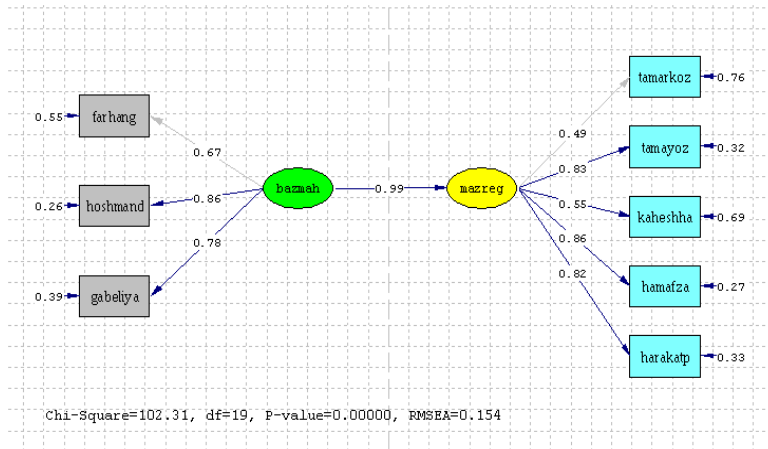 tamarkoz
0.76
0.55
farhang
0.49
0.67
tamayoz
0.32
0.83
bazmah
0.99
mazreg
0.26
hoshmand
0.86
0.55
kaheshha
0.69
0.78
0.86
0.82
0.39
gabeliya
hamafza
0.27
harakatp
0.33
Chi-Square=102.31, df=19, P-value=0.00000, RMSEA=0.154